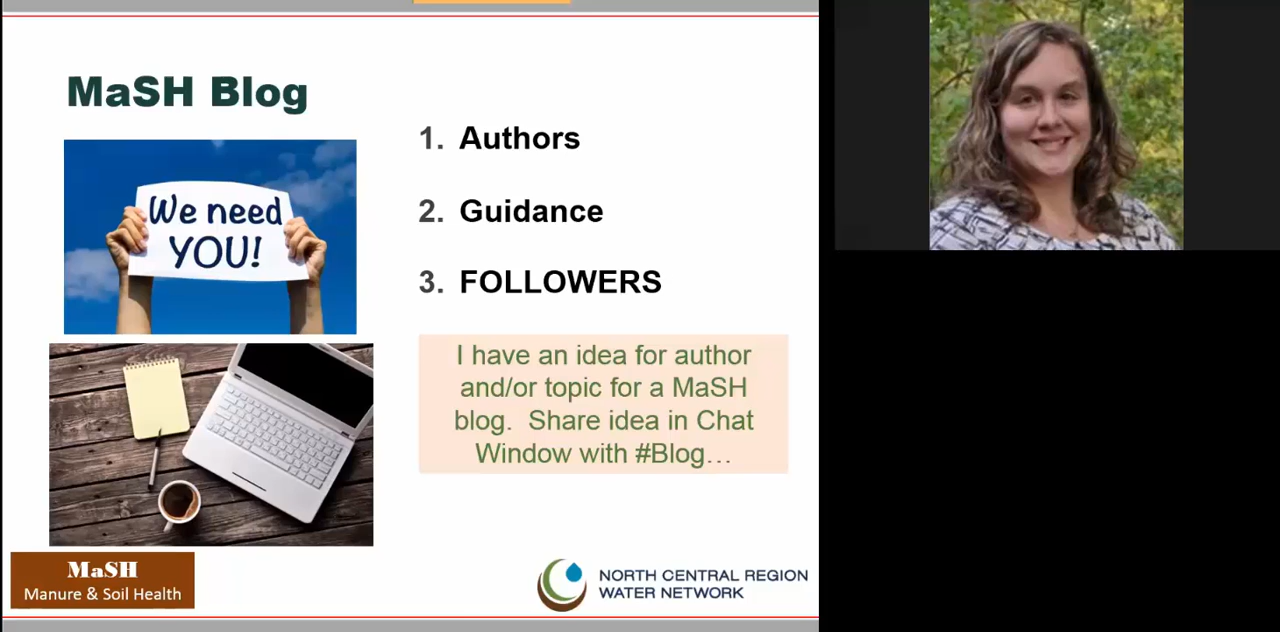 MaSH Blog
We need
YOU!
1. Authors
2. Guidance
3. FOLLOWERS
I have an idea for author
and/or topic for a MaSH
blog. Share idea in Chat
Window with #Blog…
MaSH
Manure & Soil Health
NORTH CENTRAL REGION
WATER NETWORK